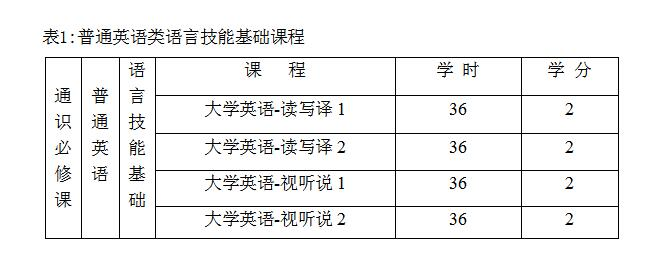 表1:普通英语类语言技能基础课程
通识必修课
普通英语
语言技能基础
课 程 学 时 学 分
大学英语-读写译 1 36 2
大学英语-读写译 2 36 2
大学英语-视听说 1 36 2
大学英语-视听说 2 36 2